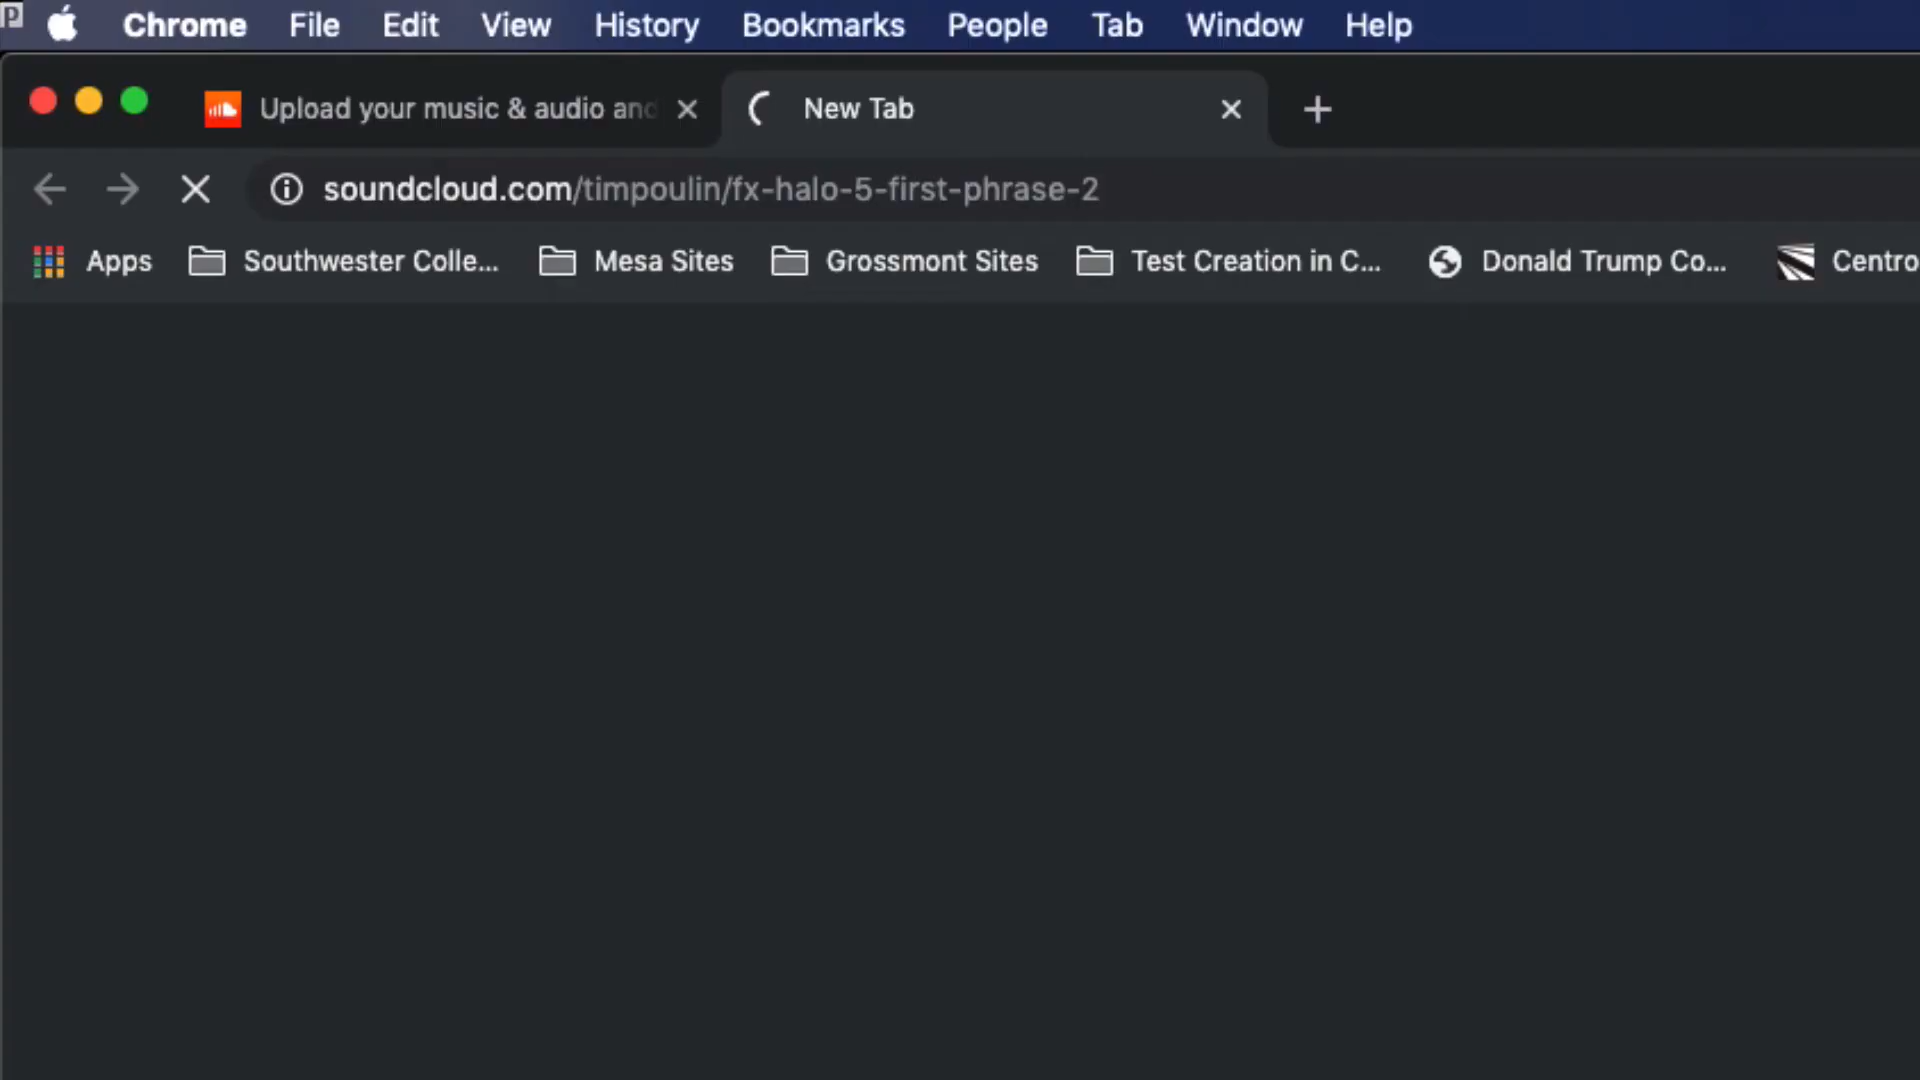 Chrome File Edit View History Bookmarks People Tab Window Help
Upload your music & audio and New Tab
soundcloud.com/timpoulin/fx-halo-5-first-phrase-2
Apps Southwester Colle... Mesa Sites Grossmont Sites Test Creation in C... Donald Trump Co... Centro